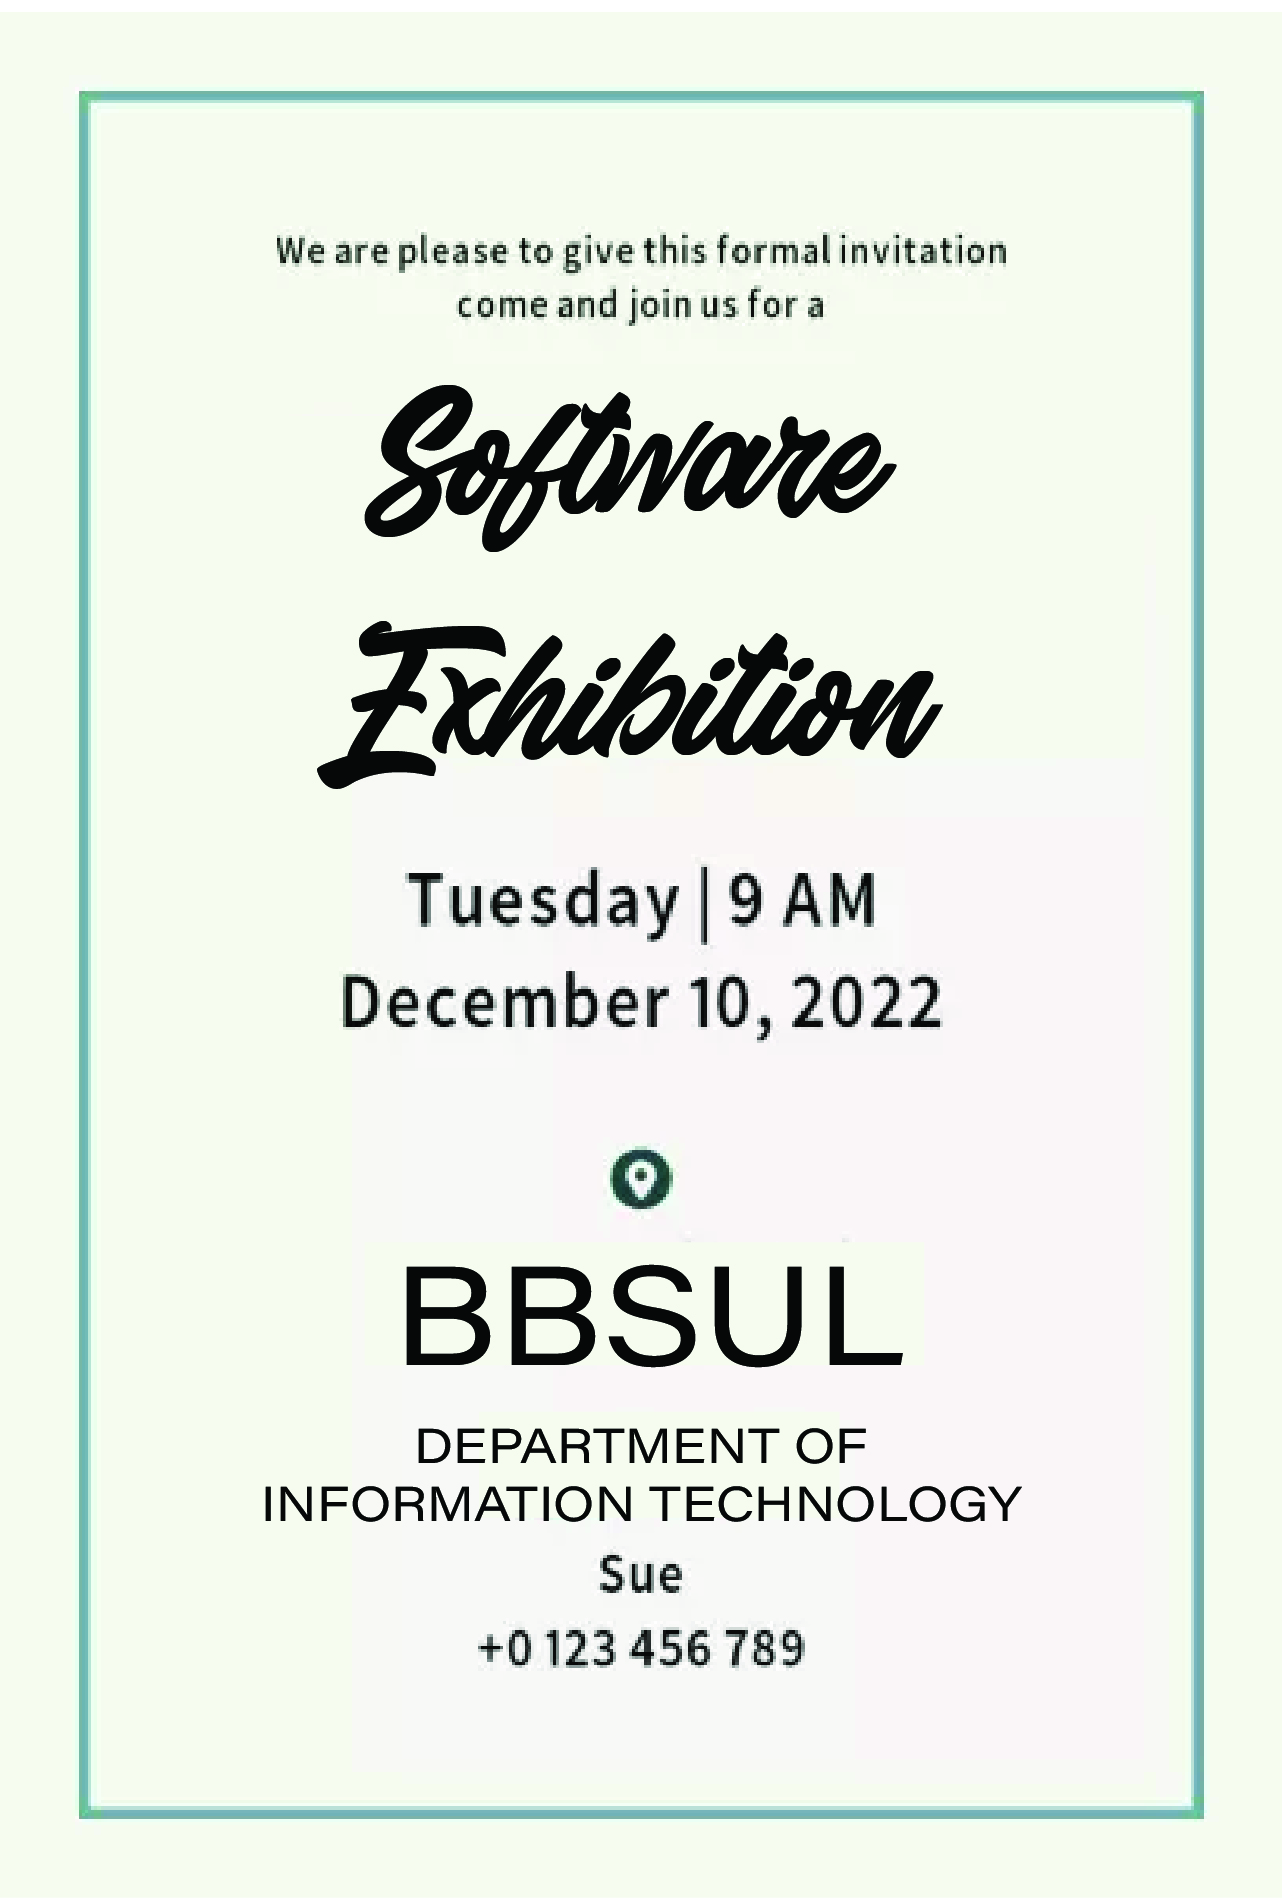 We are please to give this formal invitation
come and join us for a
Software
Exhibition
Tuesday | 9 AM
December 10, 2022
BBSUL
DEPARTMENT OF
INFORMATION TECHNOLOGY
Sue
+0 123 456 789